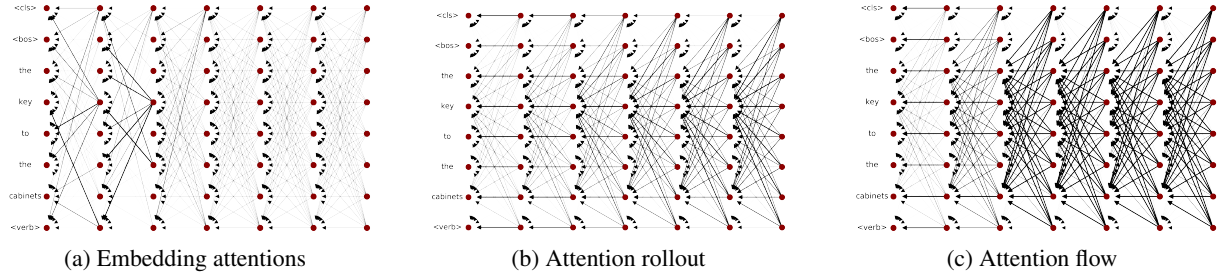 <cls>
<bos>
the
key
to
the
cabinets
<verb>
(a) Embedding attentions
<cls>
<bos>
the
key
to
the
cabinets
<verb>
(b) Attention rollout
<cls>
<bos>
the
key
to
the
cabinets
<verb>
(c) Attention flow